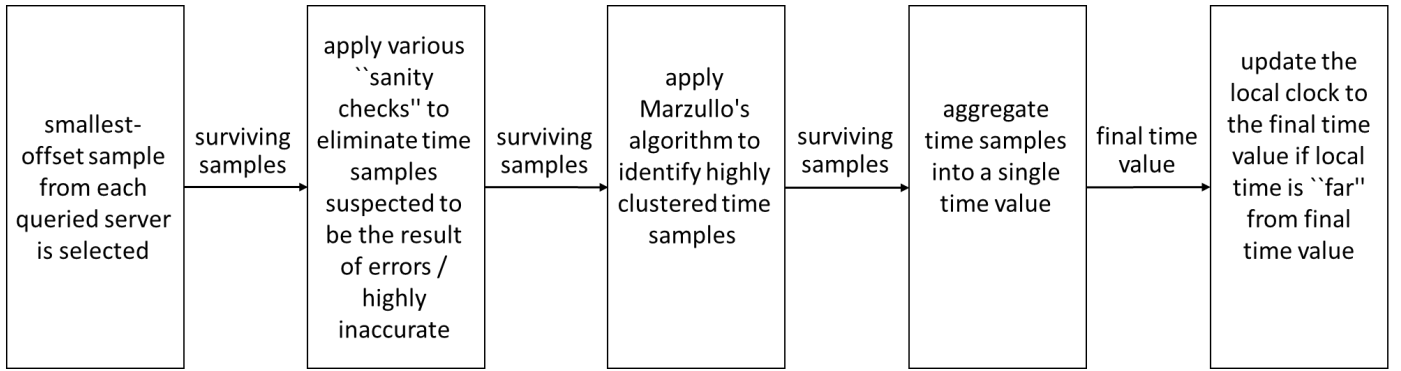 smallest-
offset sample
from each
queried server
is selected
surviving
samples
apply various
``sanity
checks'' to
eliminate time
samples
suspected to
be the result
of errors /
highly
inaccurate
surviving
samples
apply
Marzullo's
algorithm to
identify highly
clustered time
samples
surviving
samples
aggregate
time samples
into a single
time value
final time
value
update the
local clock to
the final time
value if local
time is ``far''
from final
time value